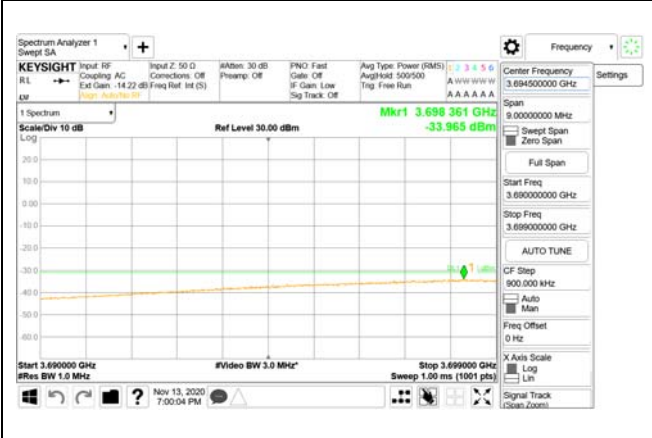 Spectrum Analyzer 1
Swept SA
Frequency
KEYSIGHT
RL
Input: RF
Coupling: AC
Ext Gain: -14.22 dB
Align: Auto/No RF
Input Z: 50 Ω
Corrections: Off
Freq Ref: Int (S)
#Atten: 30 dB
Preamp: Off
PNO: Fast
Gate: Off
IF Gain: Low
Sig Track: Off
Avg Type: Power (RMS)
Avg|Hold: 500/500
Trig: Free Run
1 2 3 4 5 6
A W W W W W
A A A A A A
1 Spectrum
Scale/Div 10 dB
Ref Level 30.00 dBm
Mkr1 3.698 361 GHz
-33.965 dBm
Log
20.0
10.0
0.00
-10.0
-20.0
-30.0
-40.0
-50.0
-60.0
1
Start 3.690000 GHz
#Res BW 1.0 MHz
#Video BW 3.0 MHz*
Stop 3.699000 GHz
Sweep 1.00 ms (1001 pts)
Nov 13, 2020
7:00:04 PM
Center Frequency
3.694500000 GHz
Settings
Span
9.00000000 MHz
Swept Span
Zero Span
Full Span
Start Freq
3.690000000 GHz
Stop Freq
3.699000000 GHz
AUTO TUNE
CF Step
900.000 kHz
Auto
Man
Freq Offset
0 Hz
X Axis Scale
Log
Lin
Signal Track
(Span Zoom)